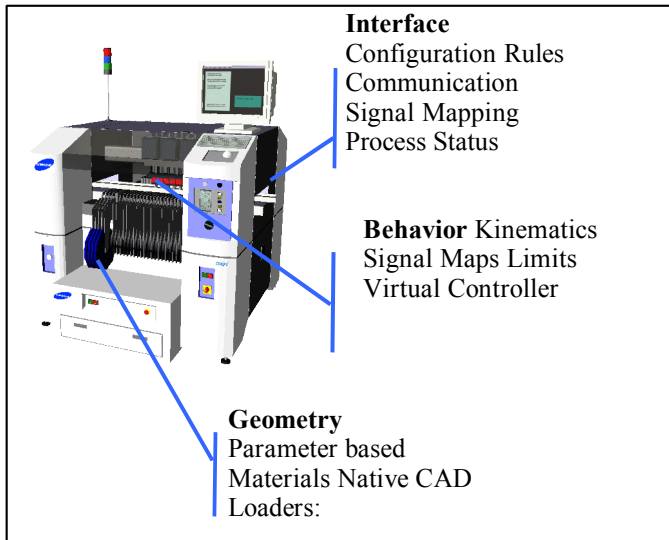 Interface
Configuration Rules
Communication
Signal Mapping
Process Status
Behavior Kinematics
Signal Maps Limits
Virtual Controller
Geometry
Parameter based
Materials Native CAD
Loaders: